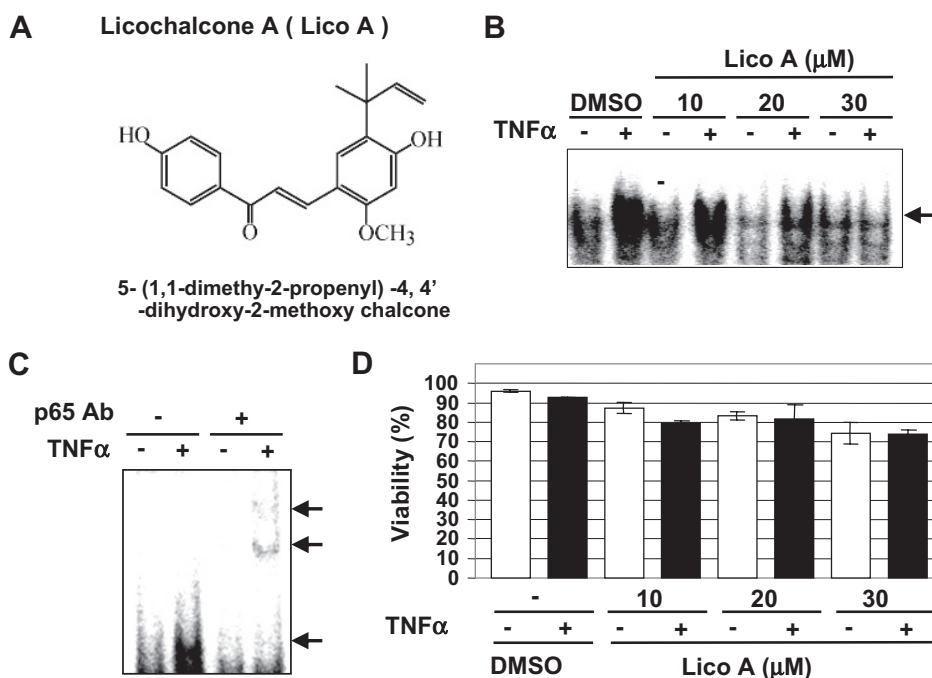 A
Licochalcone A ( Lico A )
HO
OH
O
OCH3
5- (1,1-dimethy-2-propenyl) -4, 4’
-dihydroxy-2-methoxy chalcone
B
Lico A (μM)
DMSO 10 20 30
TNFα - + - + - + - +
-
C
p65 Ab - +
TNFα - + - +
D
Viability (%)
100
90
80
70
60
50
40
30
20
10
0
- 10 20 30
TNFα - + - + - + - +
DMSO Lico A (μM)